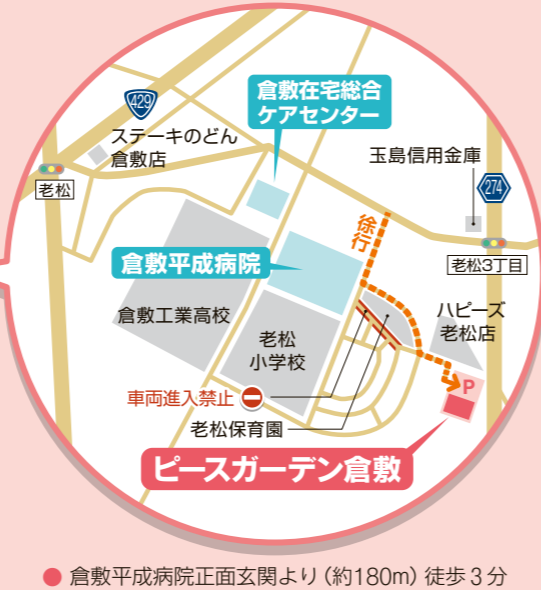 429
倉敷在宅総合
ケアセンター
ステーキのどん
倉敷店
玉島信用金庫
老松
274
徐行
老松3丁目
倉敷平成病院
倉敷工業高校
ハピーズ
老松店
老松
小学校
P
車両進入禁止
老松保育園
ピースガーデン倉敷
● 倉敷平成病院正面玄関より(約180m)徒歩3分